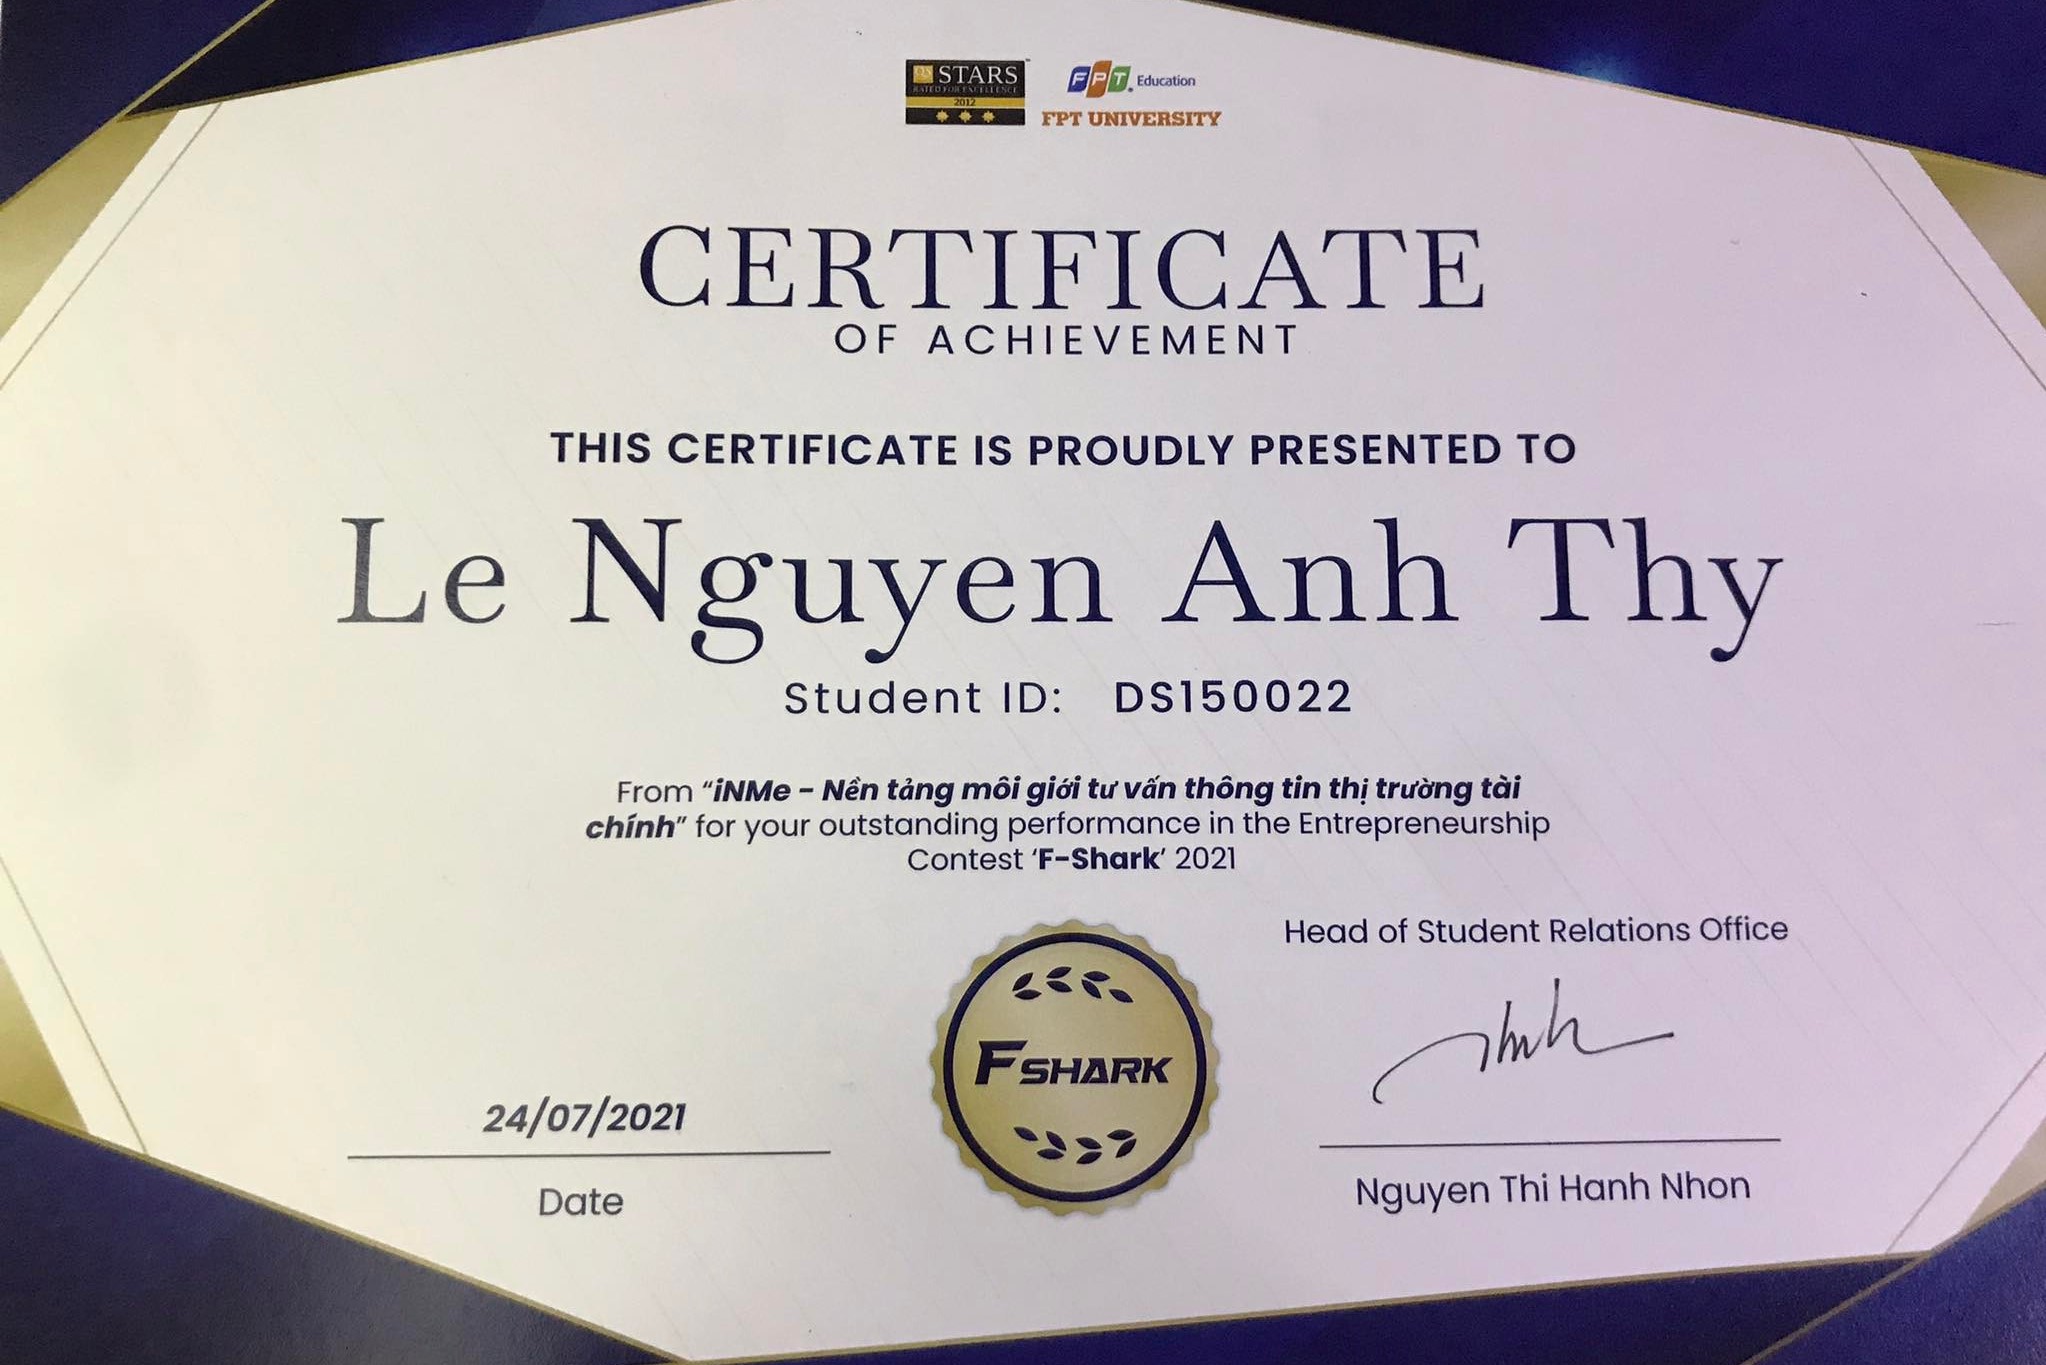 QS STARS
RATED FOR EXCELLENCE
2012
FPT Education
FPT UNIVERSITY
CERTIFICATE
OF ACHIEVEMENT
THIS CERTIFICATE IS PROUDLY PRESENTED TO
Le Nguyen Anh Thy
Student ID: DS150022
From “iNMe - Nền tảng môi giới tư vấn thông tin thị trường tài
chính” for your outstanding performance in the Entrepreneurship
Contest ‘F-Shark’ 2021
Head of Student Relations Office
FSHARK
24/07/2021
Date
Nguyen Thi Hanh Nhon